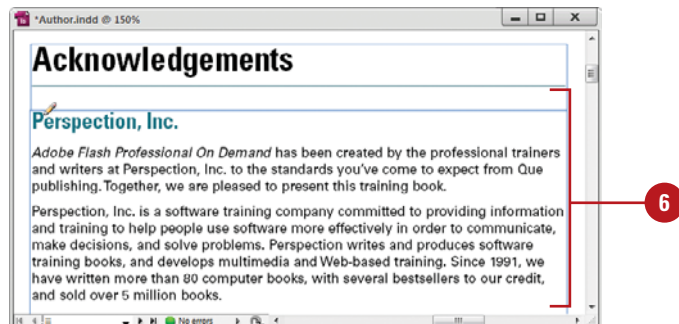 *Author.indd @ 150%
Acknowledgements
Perspection, Inc.
Adobe Flash Professional On Demand has been created by the professional trainers
and writers at Perspection, Inc. to the standards you've come to expect from Que
publishing. Together, we are pleased to present this training book.
Perspection, Inc. is a software training company committed to providing information
and training to help people use software more effectively in order to communicate,
make decisions, and solve problems. Perspection writes and produces software
training books, and develops multimedia and Web-based training. Since 1991, we
have written more than 80 computer books, with several bestsellers to our credit,
and sold over 5 million books.
6
No errors